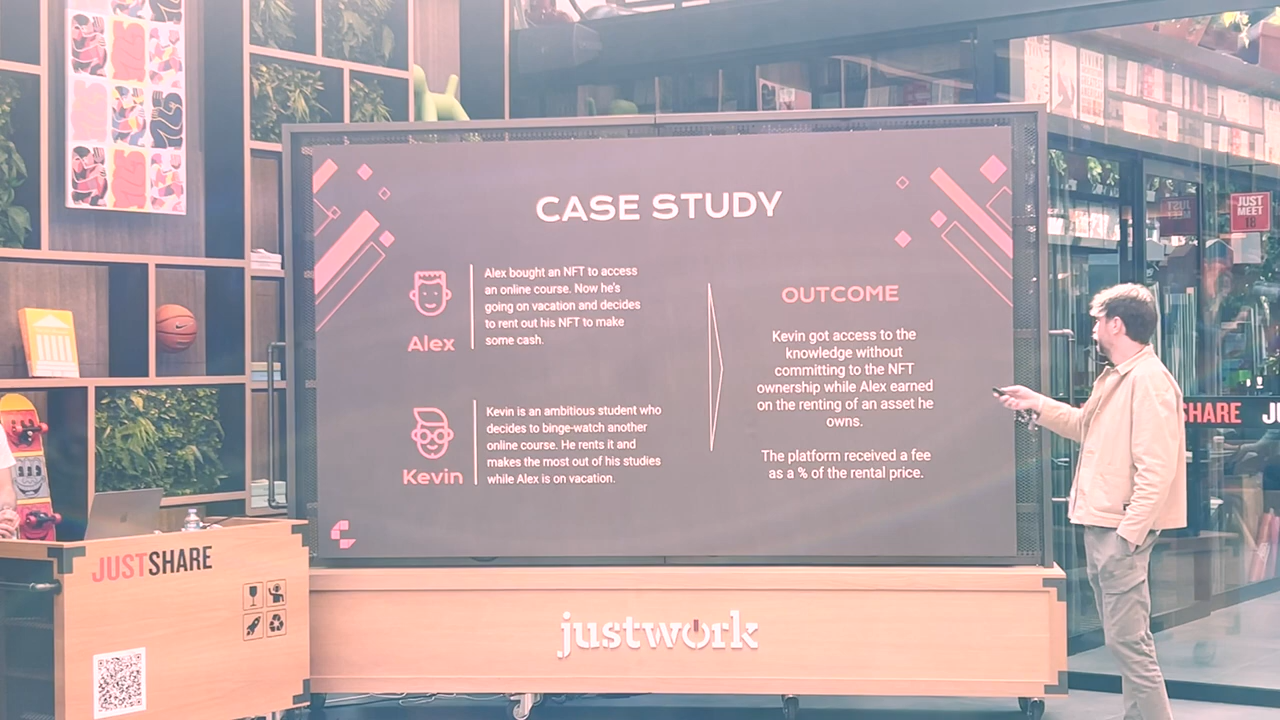 CASE STUDY
Alex bought an NFT to access
an online course. Now he's
going on vacation and decides
to rent out his NFT to make
some cash.
Alex
Kevin is an ambitious student who
decides to binge-watch another
online course. He rents it and
makes the most out of his studies
while Alex is on vacation.
Kevin
OUTCOME
Kevin got access to the
knowledge without
committing to the NFT
ownership while Alex earned
on the renting of an asset he
owns.
The platform received a fee
as a % of the rental price.
JUST
MEET
18
SHARE
JUSTSHARE
justwork